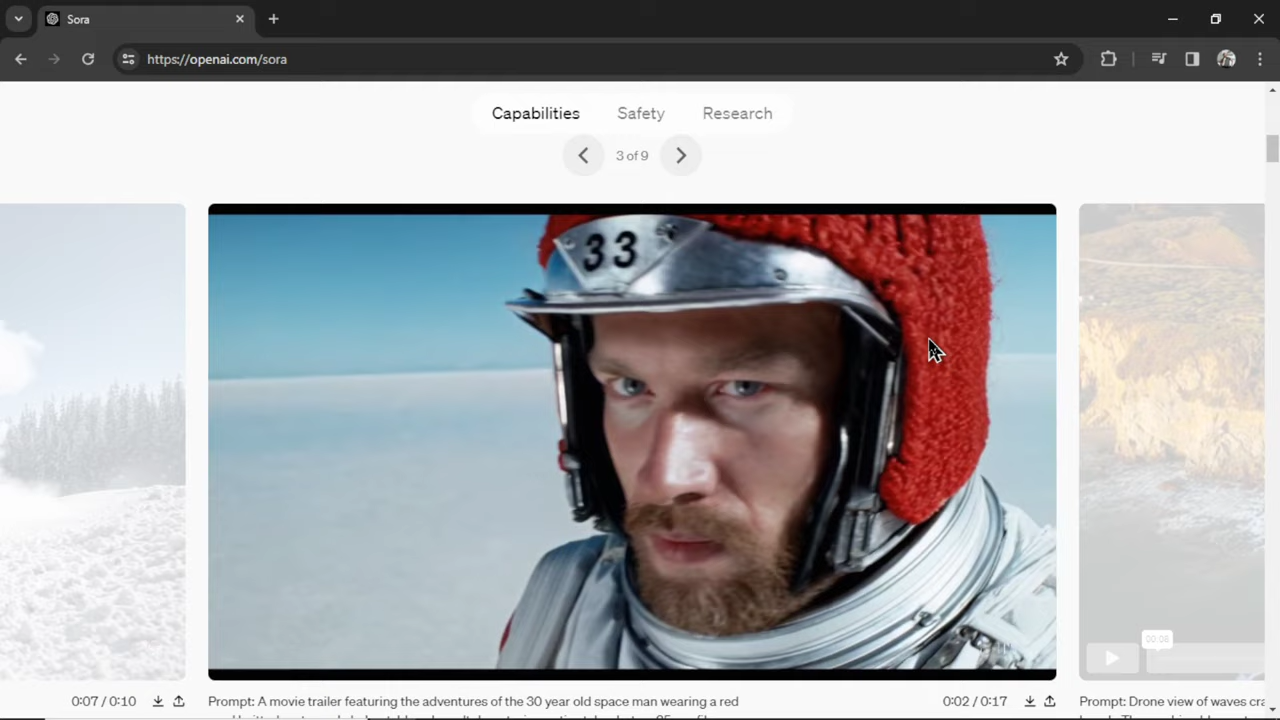 Sora
https://openai.com/sora
Capabilities Safety Research
3 of 9
33
00:06
0:07 / 0:10
Prompt: A movie trailer featuring the adventures of the 30 year old space man wearing a red
0:02 / 0:17
Prompt: Drone view of waves cra